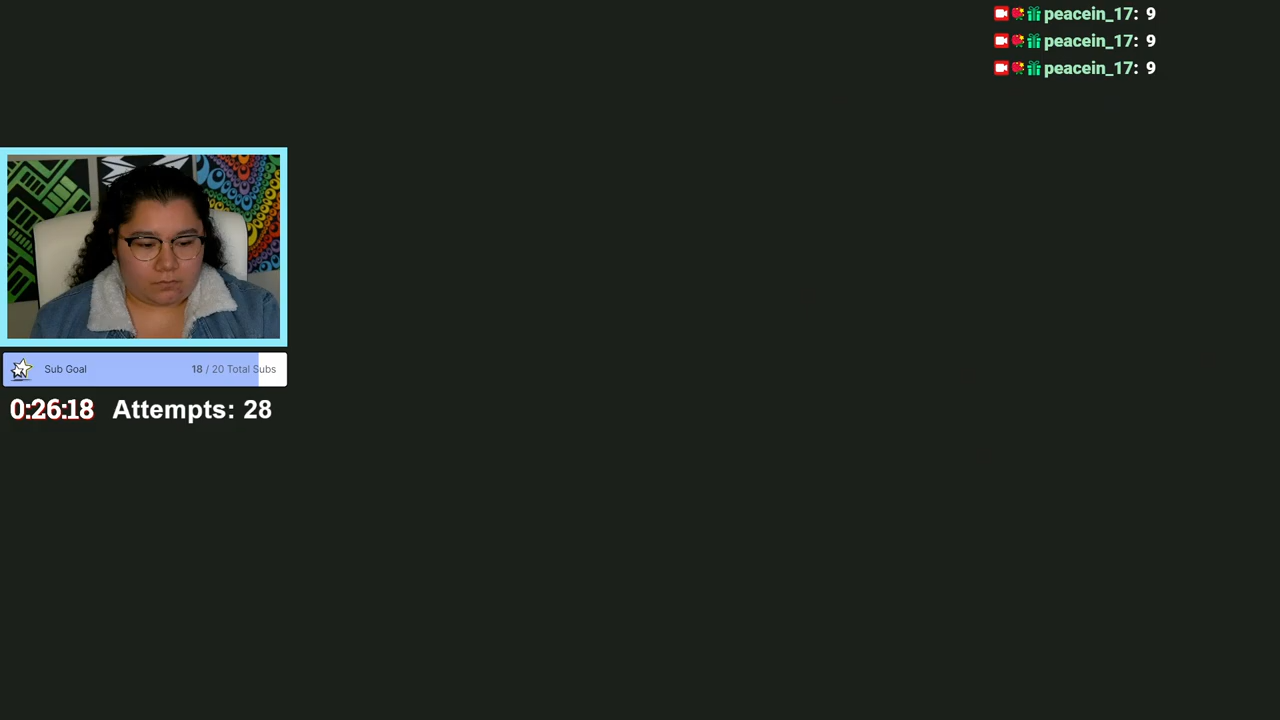 peacein_17: 9
peacein_17: 9
peacein_17: 9
Sub Goal 18 / 20 Total Subs
0:26:18 Attempts: 28